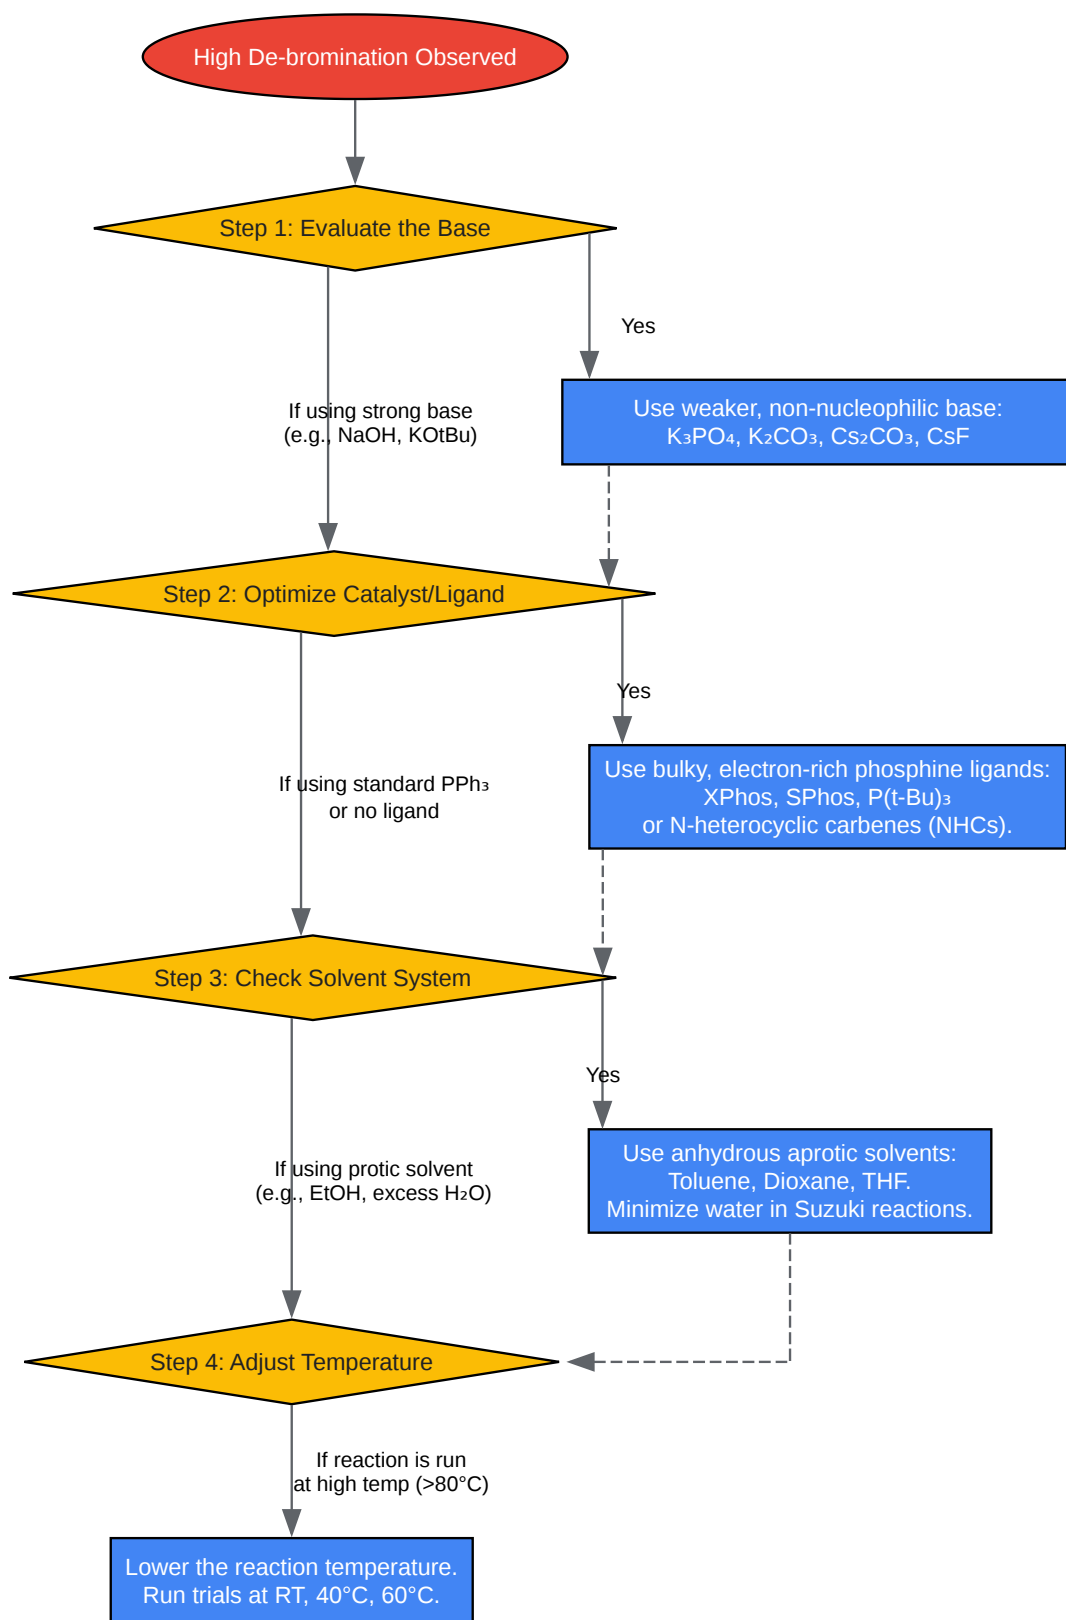 High De-bromination Observed
Step 1: Evaluate the Base
Yes
If using strong base
(e.g., NaOH, KOtBu)
Use weaker, non-nucleophilic base:
K₃PO₄, K₂CO₃, Cs₂CO₃, CsF
Step 2: Optimize Catalyst/Ligand
Yes
If using standard PPh₃
or no ligand
Use bulky, electron-rich phosphine ligands:
XPhos, SPhos, P(t-Bu)₃
or N-heterocyclic carbenes (NHCs).
Step 3: Check Solvent System
Yes
If using protic solvent
(e.g., EtOH, excess H₂O)
Use anhydrous aprotic solvents:
Toluene, Dioxane, THF.
Minimize water in Suzuki reactions.
Step 4: Adjust Temperature
If reaction is run
at high temp (>80°C)
Lower the reaction temperature.
Run trials at RT, 40°C, 60°C.